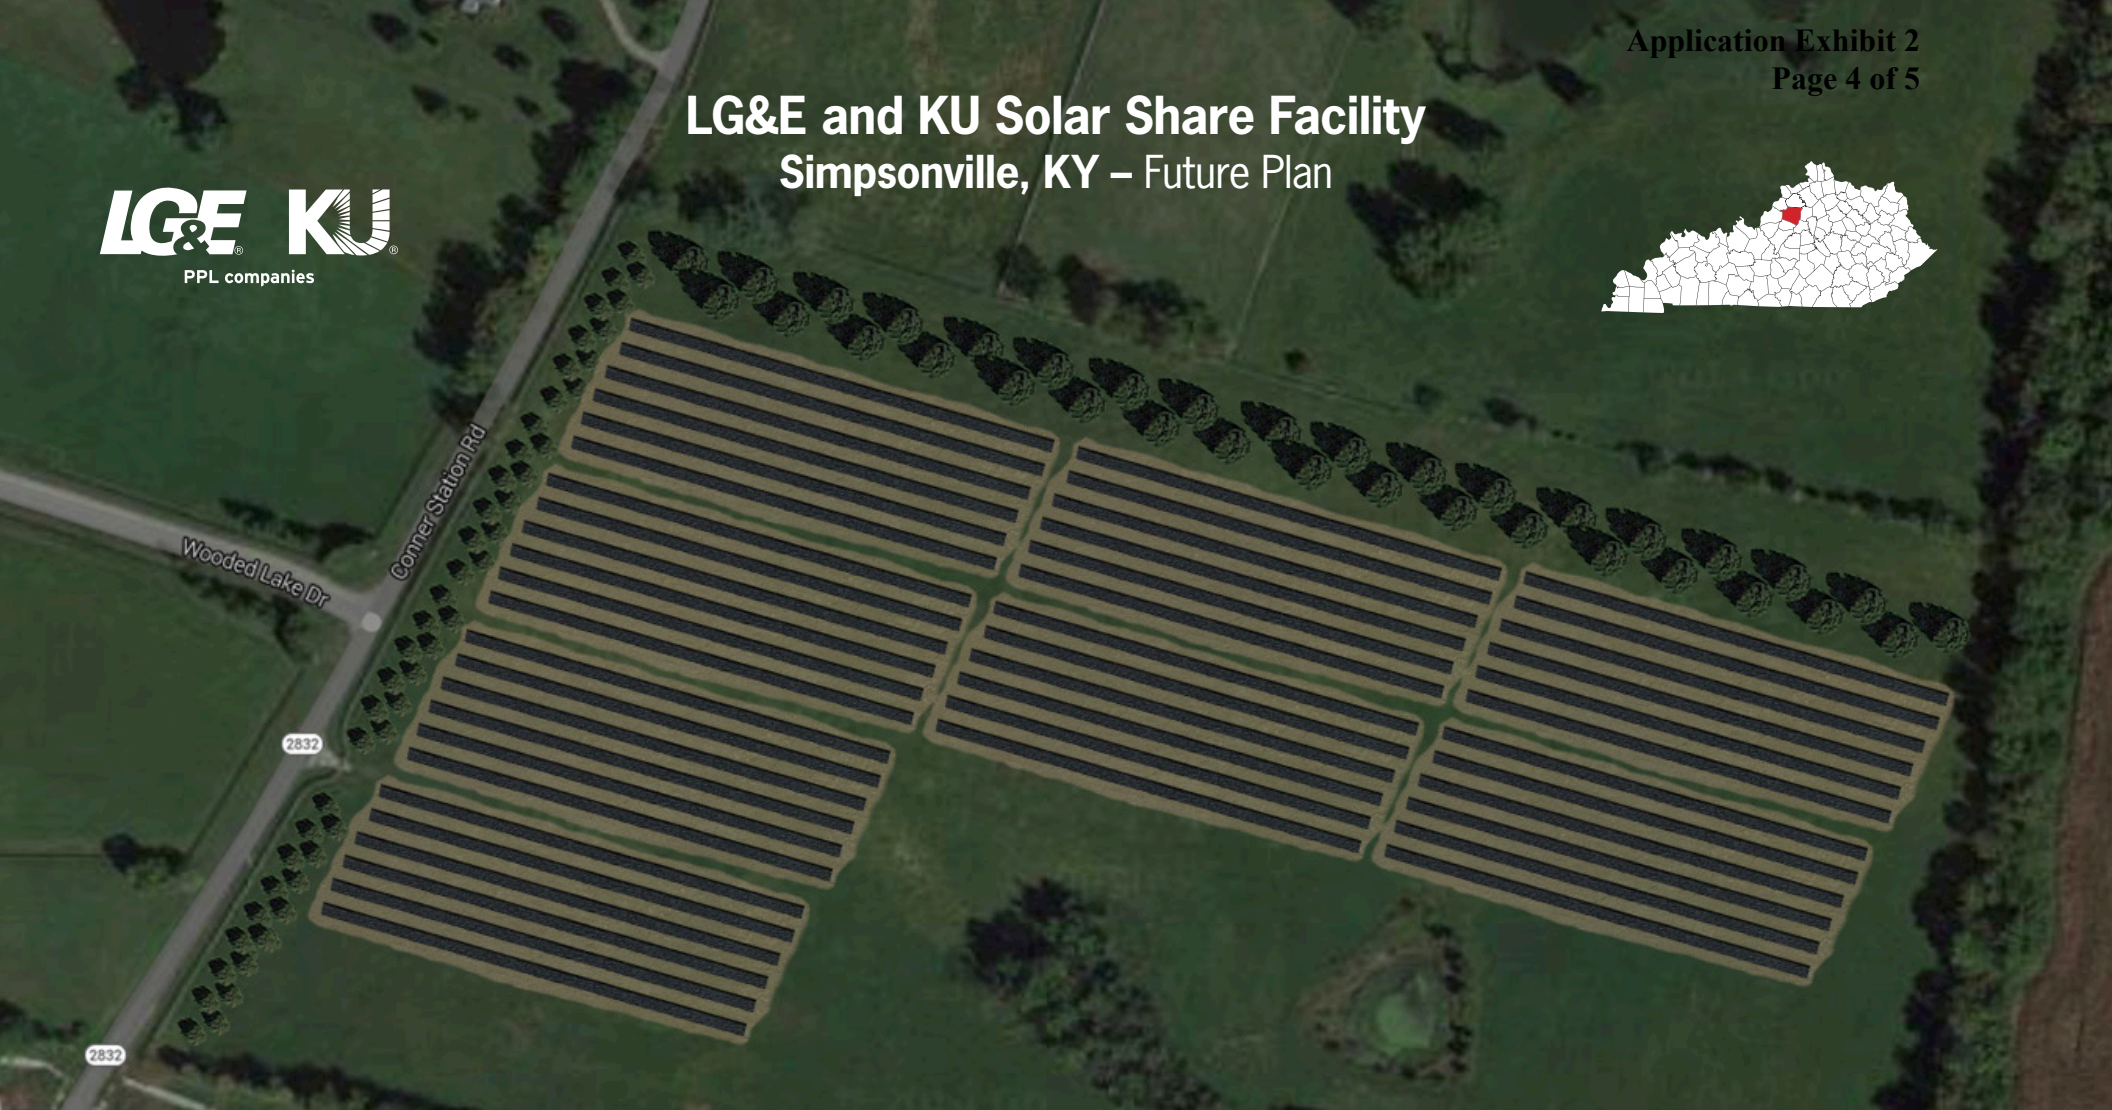 Application Exhibit 2
Page 4 of 5
LG&E and KU Solar Share Facility
Simpsonville, KY – Future Plan
LG&E® KU®
PPL companies
Conner Station Rd
Wooded Lake Dr
2832
2832